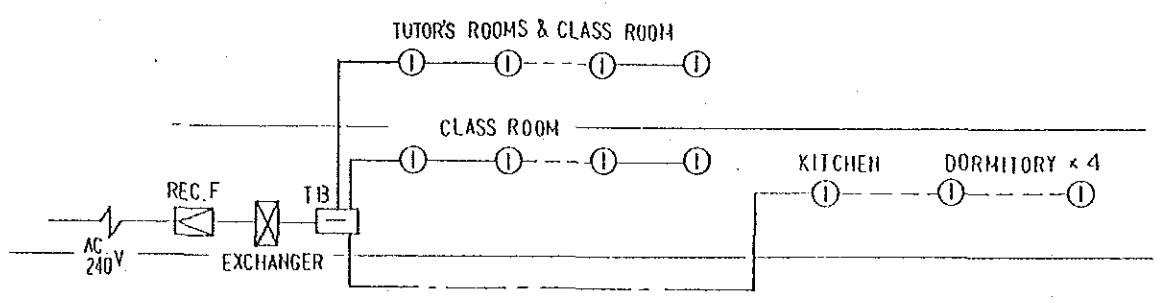 TUTOR'S ROOMS & CLASS ROOM
CLASS ROOM
KITCHEN
DORMITORY × 4
REC.F
TB
AC
240V
EXCHANGER